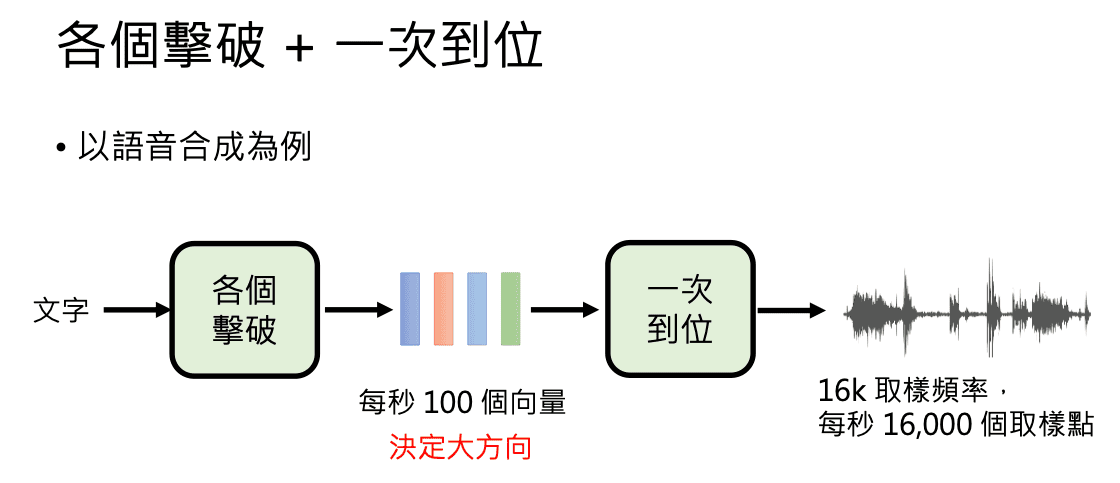 各個擊破 + 一次到位
• 以語音合成為例
文字
各個
擊破
一次
到位
每秒 100 個向量
決定大方向
16k 取樣頻率，
每秒 16,000 個取樣點